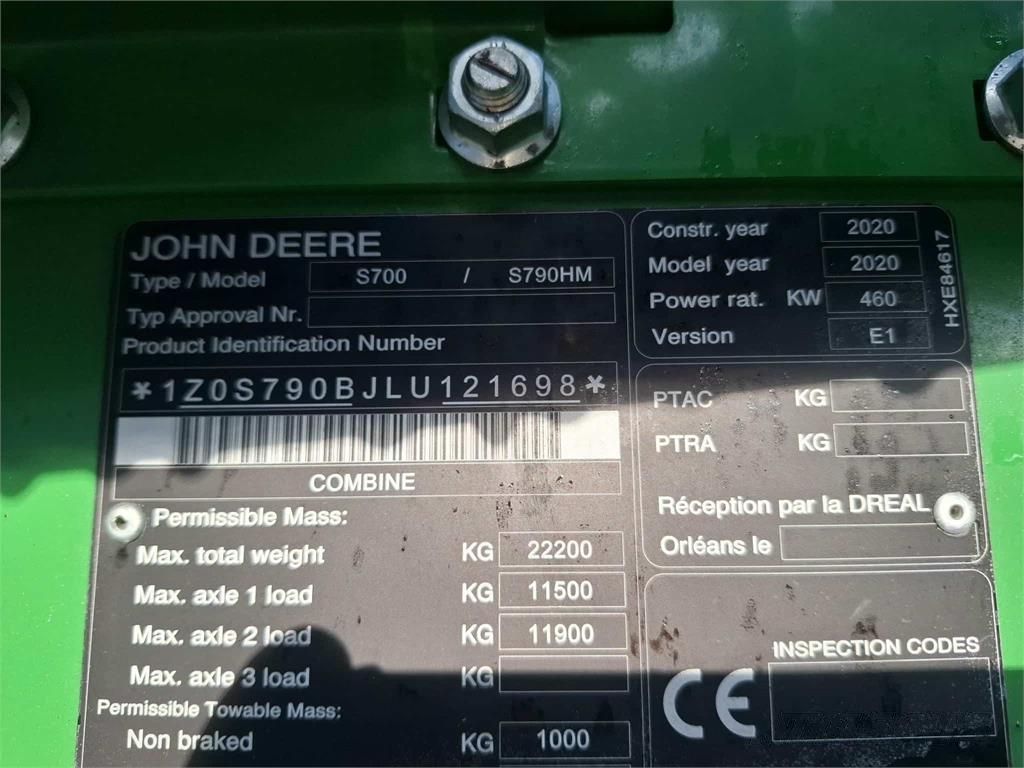 JOHN DEERE
Type / Model S700 / S790HM
Typ Approval Nr.
Product Identification Number
*1Z0S790BJLU121698*
COMBINE
Permissible Mass:
Max. total weight KG 22200
Max. axle 1 load KG 11500
Max. axle 2 load KG 11900
Max. axle 3 load KG
Permissible Towable Mass:
Non braked KG 1000
Constr. year 2020
Model year 2020
Power rat. KW 460
Version E1
HXE84617
PTAC KG
PTRA KG
Réception par la DREAL
Orléans le
CE
INSPECTION CODES